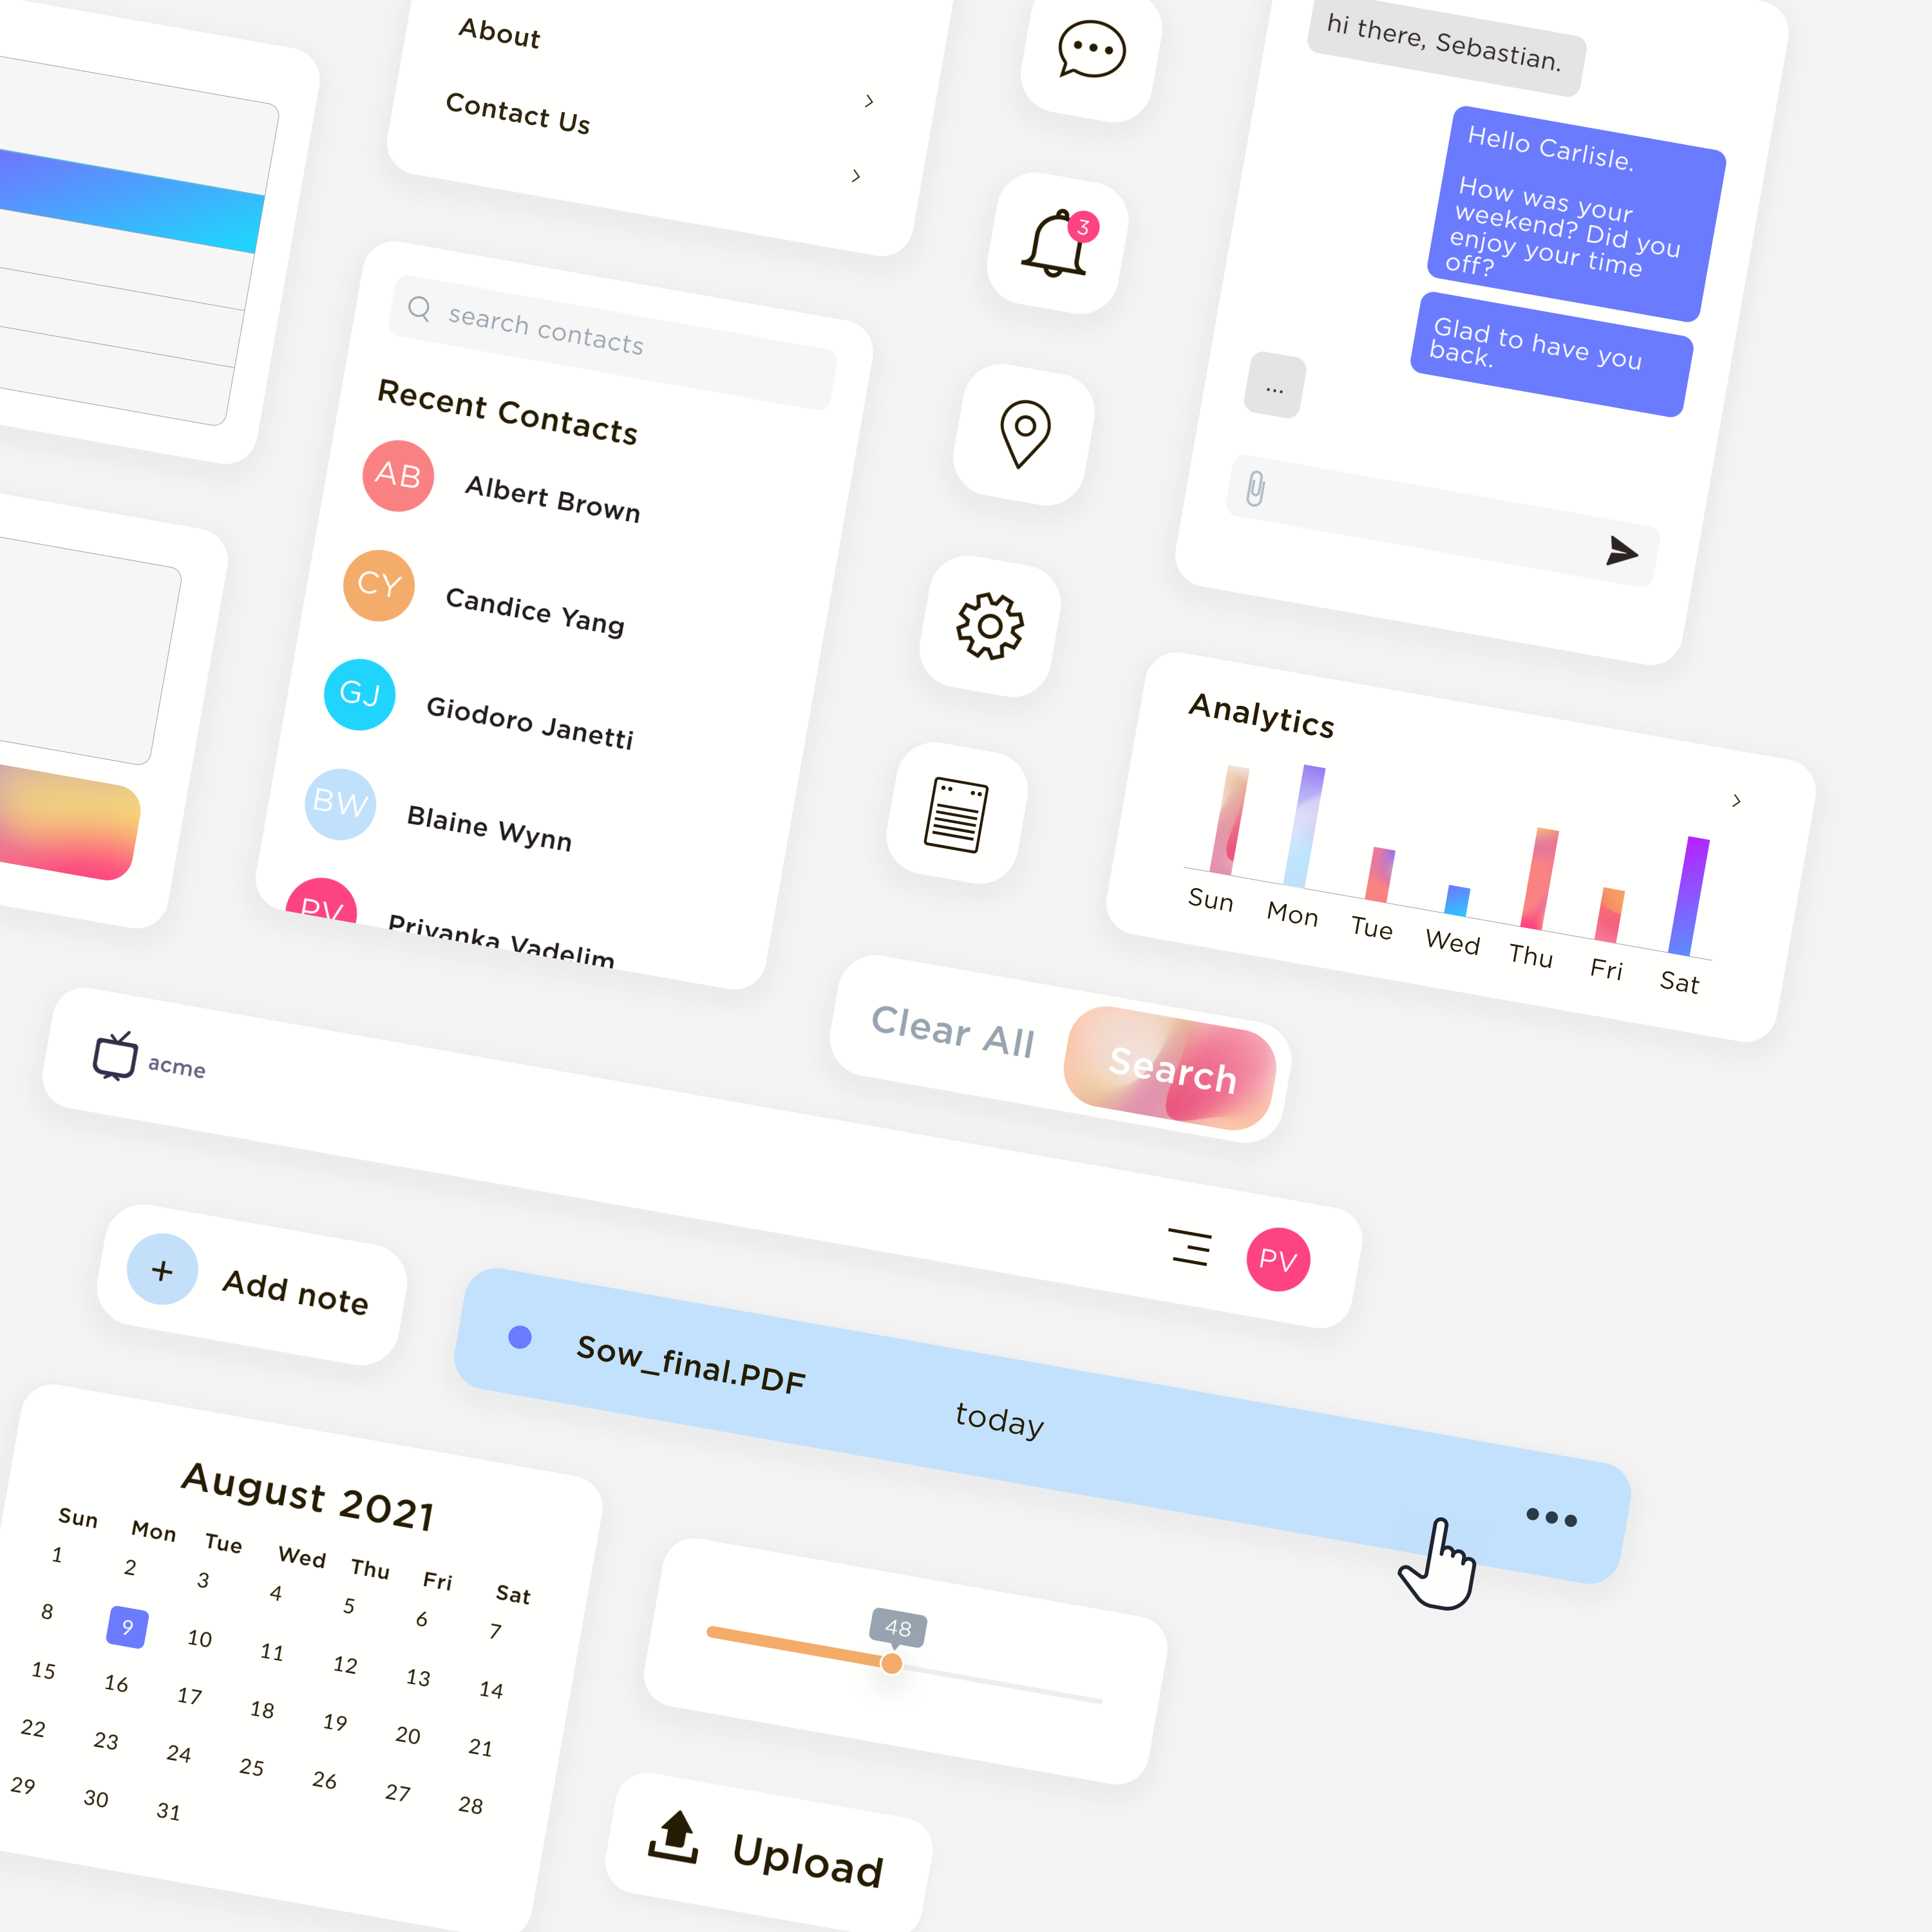 About
Contact Us
3
hi there, Sebastian.
Hello Carlisle.
How was your
weekend? Did you
enjoy your time
off?
Glad to have you
back.
...
search contacts
Recent Contacts
AB
Albert Brown
CY
Candice Yang
GJ
Giodoro Janetti
BW
Blaine Wynn
PV
Priyanka Vadelim
Analytics
Sun Mon Tue Wed Thu Fri Sat
Clear All
Search
acme
PV
+
Add note
Sow_final.PDF
today
August 2021
Sun Mon Tue Wed Thu Fri Sat
1 2 3 4 5 6 7
8 9 10 11 12 13 14
15 16 17 18 19 20 21
22 23 24 25 26 27 28
29 30 31
48
Upload